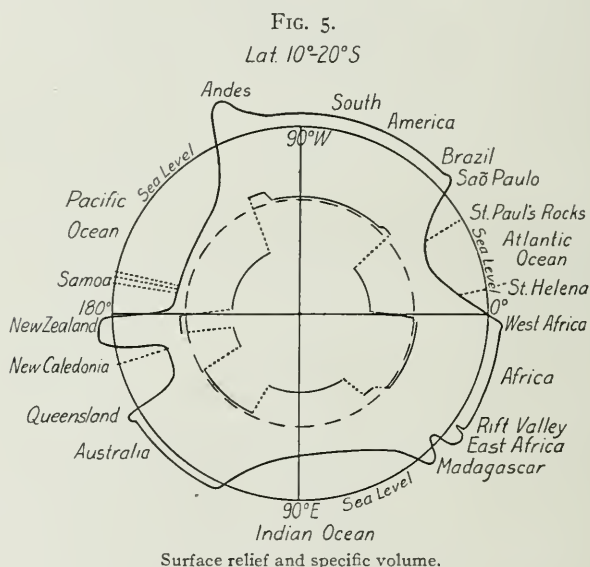 FIG. 5.
Lat. 10°-20°S
Andes
South
America
90°W
Sea Level
Brazil
Saõ Paulo
Pacific
Ocean
St. Paul's Rocks
Sea Level
Atlantic
Ocean
Samoa
St. Helena
180°
0°
New Zealand
West Africa
New Caledonia
Africa
Queensland
Rift Valley
East Africa
Australia
Madagascar
Sea Level
90°E
Indian Ocean
Surface relief and specific volume.